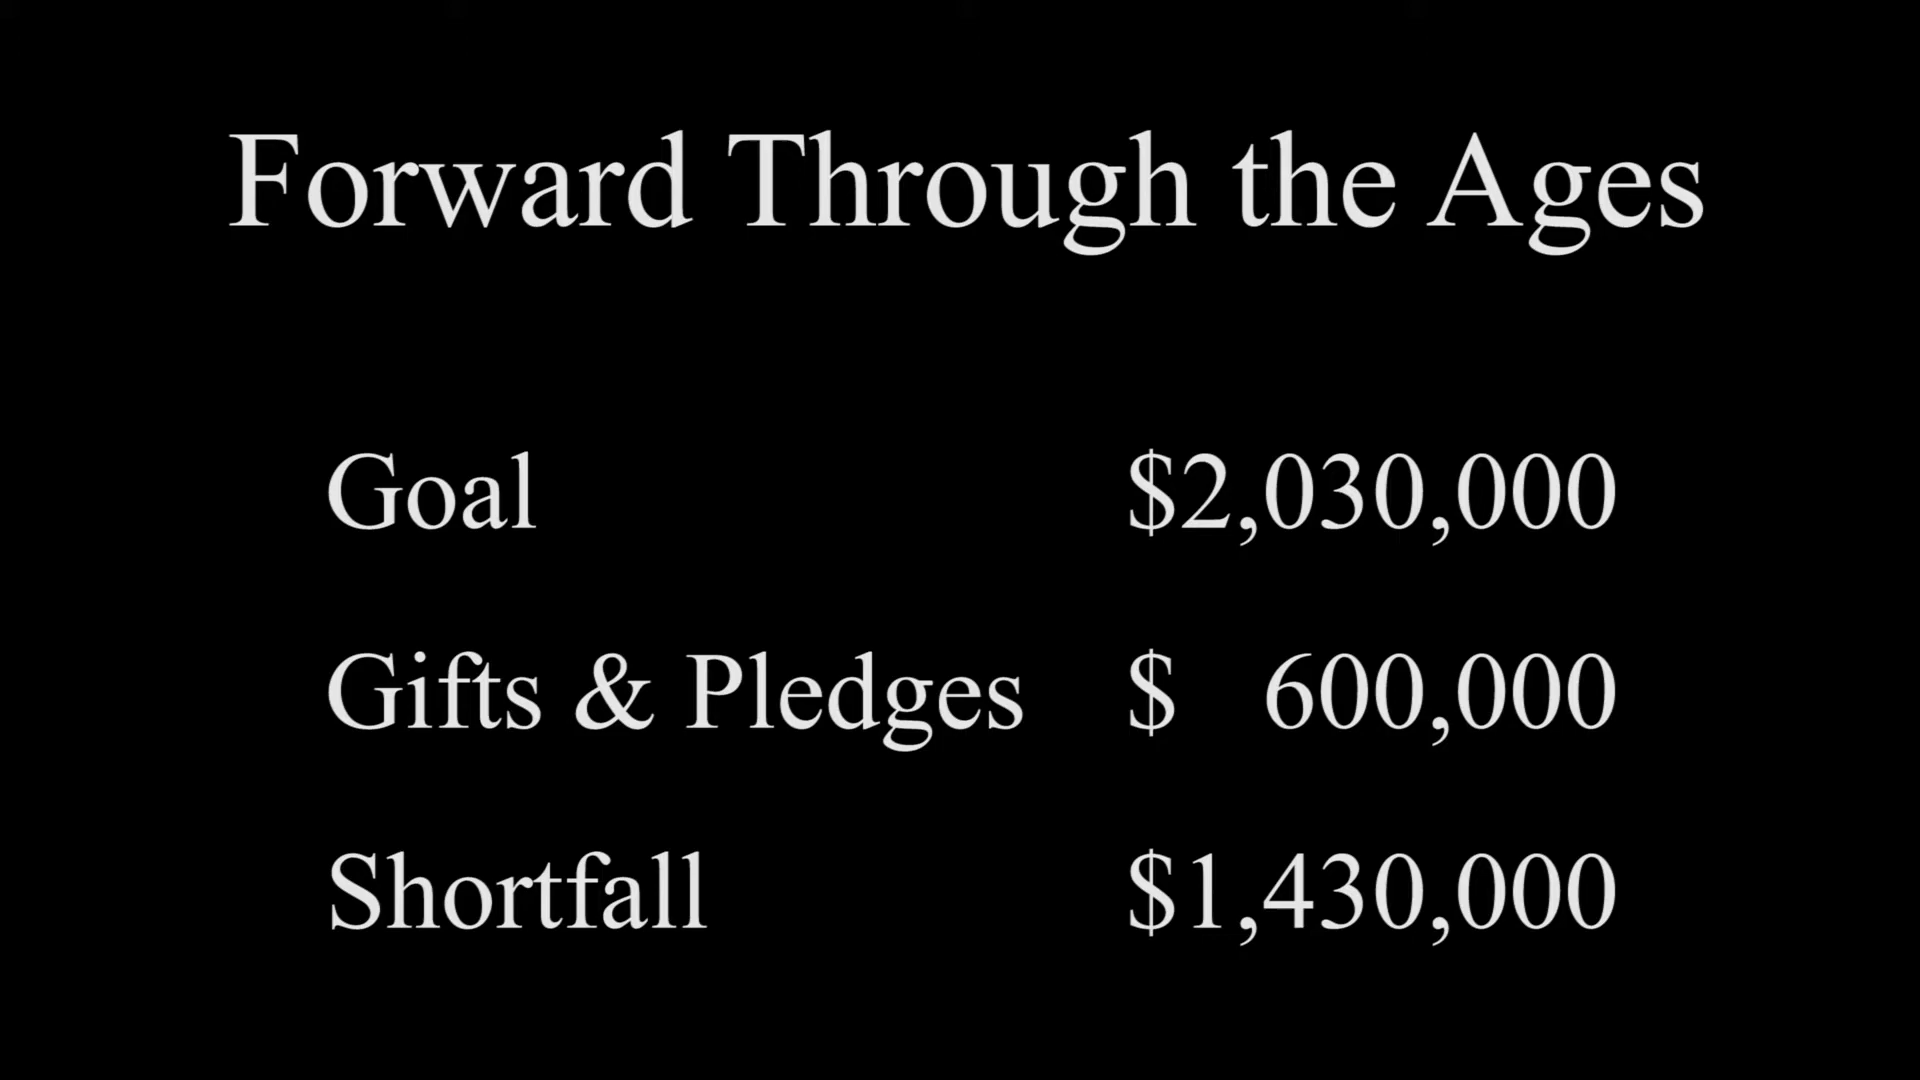 Forward Through the Ages
Goal $2,030,000
Gifts & Pledges $ 600,000
Shortfall $1,430,000